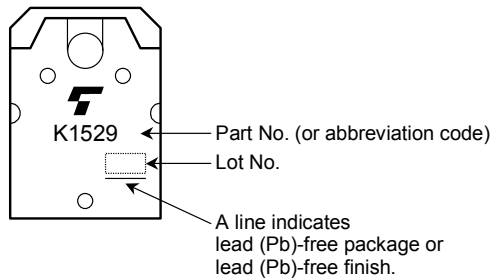 K1529
Part No. (or abbreviation code)
Lot No.
A line indicates
lead (Pb)-free package or
lead (Pb)-free finish.